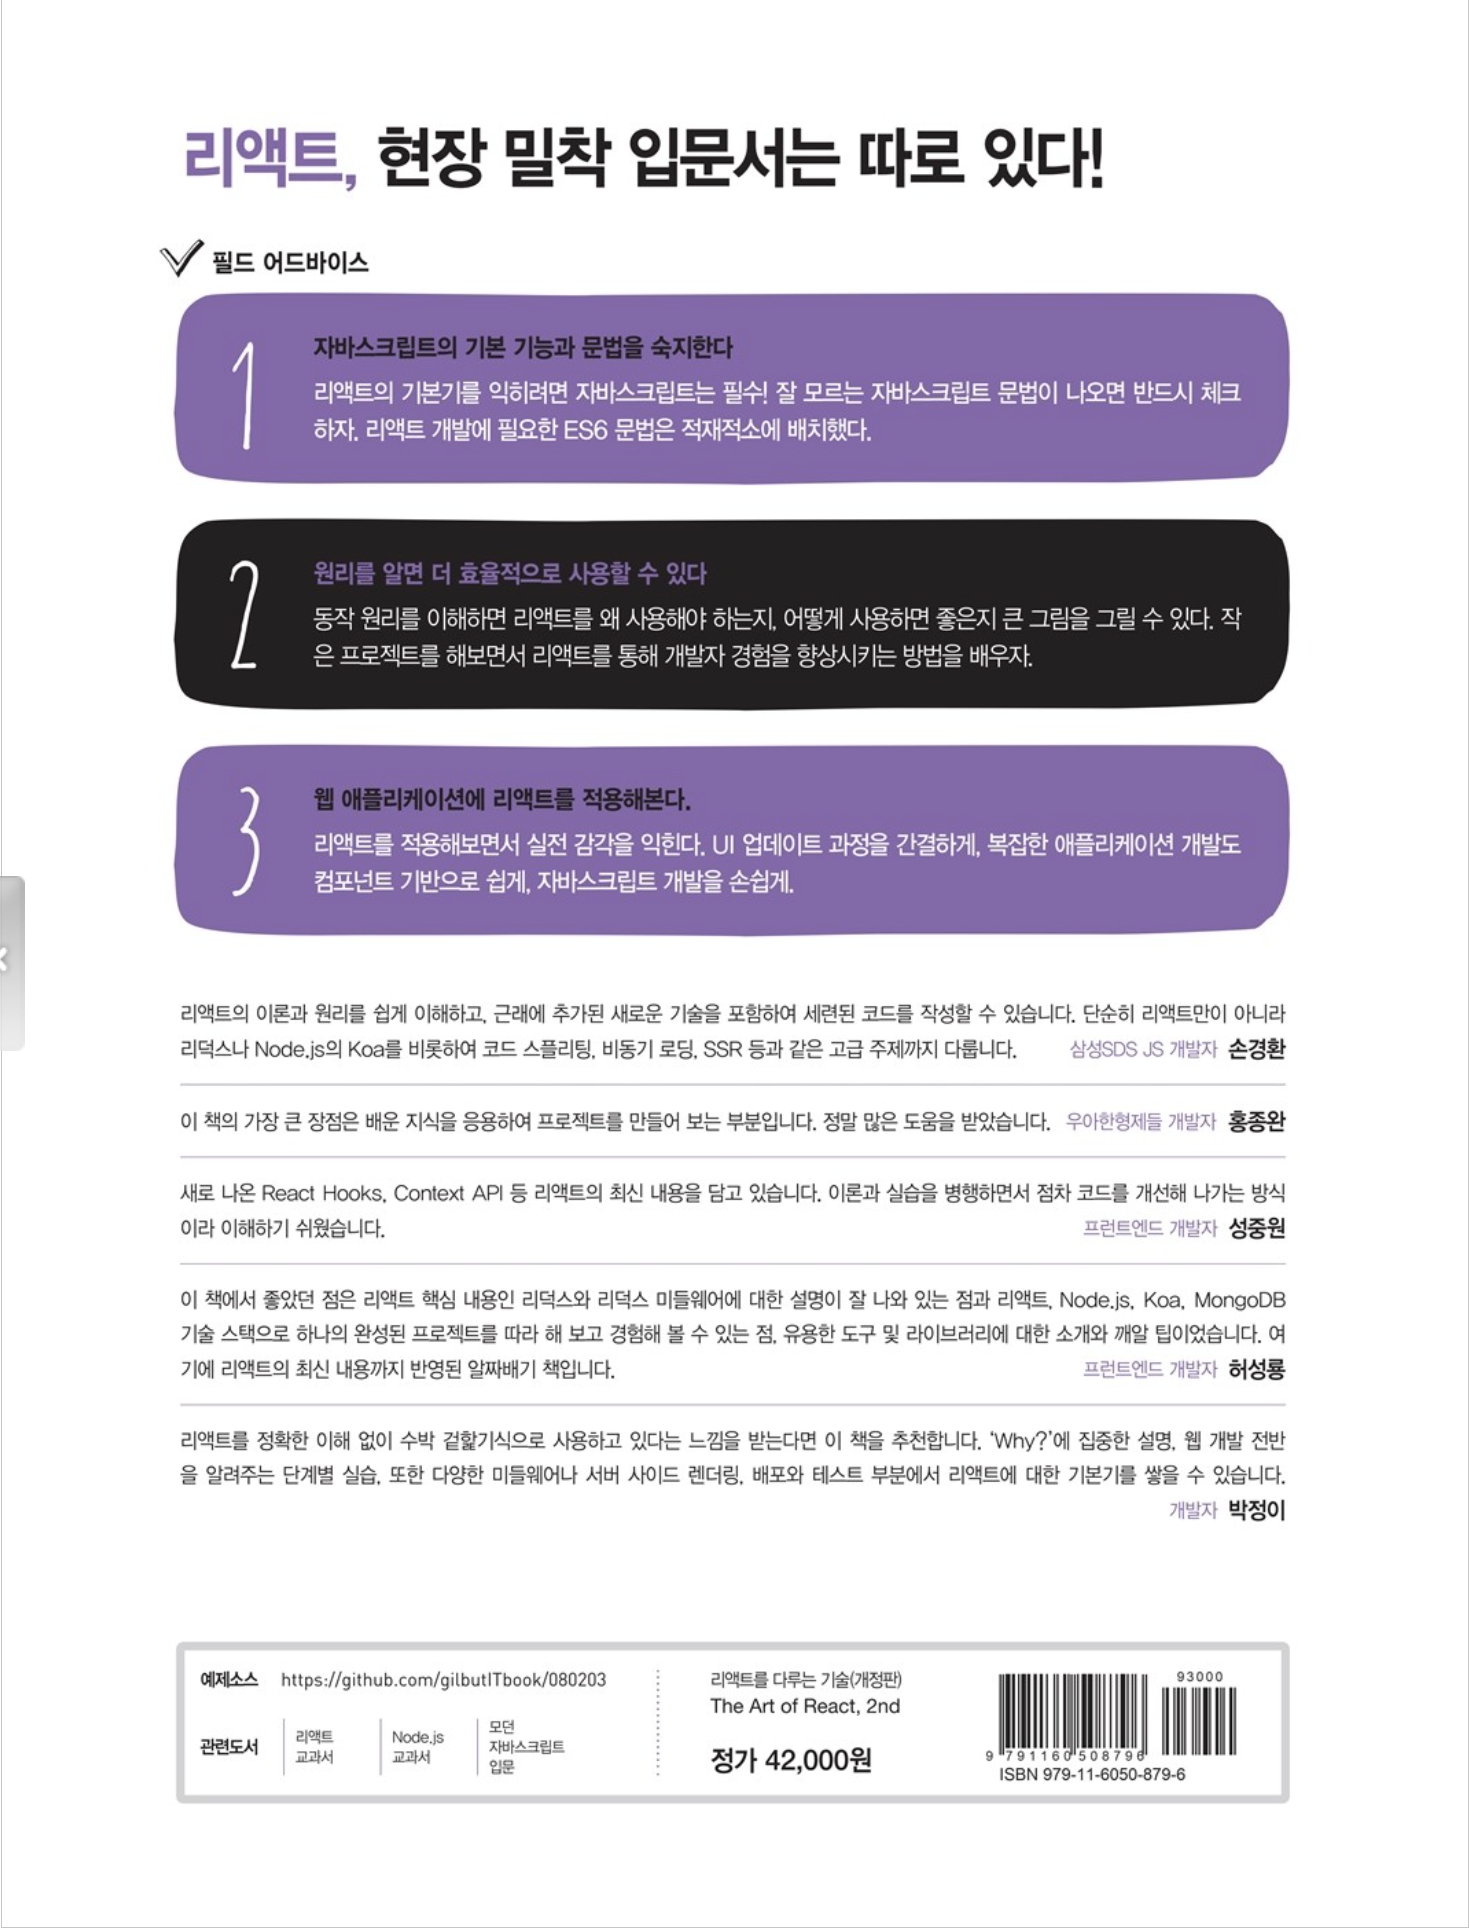 리액트, 현장 밀착 입문서는 따로 있다!
필드 어드바이스
1
자바스크립트의 기본 기능과 문법을 숙지한다
리액트의 기본기를 익히려면 자바스크립트는 필수! 잘 모르는 자바스크립트 문법이 나오면 반드시 체크
하자. 리액트 개발에 필요한 ES6 문법은 적재적소에 배치했다.
2
원리를 알면 더 효율적으로 사용할 수 있다
동작 원리를 이해하면 리액트를 왜 사용해야 하는지, 어떻게 사용하면 좋은지 큰 그림을 그릴 수 있다. 작
은 프로젝트를 해보면서 리액트를 통해 개발자 경험을 향상시키는 방법을 배우자.
3
웹 애플리케이션에 리액트를 적용해본다.
리액트를 적용해보면서 실전 감각을 익힌다. UI 업데이트 과정을 간결하게, 복잡한 애플리케이션 개발도
컴포넌트 기반으로 쉽게, 자바스크립트 개발을 손쉽게.
리액트의 이론과 원리를 쉽게 이해하고, 근래에 추가된 새로운 기술을 포함하여 세련된 코드를 작성할 수 있습니다. 단순히 리액트만이 아니라
리덕스나 Node.js의 Koa를 비롯하여 코드 스플리팅, 비동기 로딩, SSR 등과 같은 고급 주제까지 다룹니다. 삼성SDS JS 개발자 손경환
이 책의 가장 큰 장점은 배운 지식을 응용하여 프로젝트를 만들어 보는 부분입니다. 정말 많은 도움을 받았습니다. 우아한형제들 개발자 홍종완
새로 나온 React Hooks, Context API 등 리액트의 최신 내용을 담고 있습니다. 이론과 실습을 병행하면서 점차 코드를 개선해 나가는 방식
이라 이해하기 쉬웠습니다. 프런트엔드 개발자 성중원
이 책에서 좋았던 점은 리액트 핵심 내용인 리덕스와 리덕스 미들웨어에 대한 설명이 잘 나와 있는 점과 리액트, Node.js, Koa, MongoDB
기술 스택으로 하나의 완성된 프로젝트를 따라 해 보고 경험해 볼 수 있는 점, 유용한 도구 및 라이브러리에 대한 소개와 깨알 팁이었습니다. 여
기에 리액트의 최신 내용까지 반영된 알짜배기 책입니다. 프런트엔드 개발자 허성룡
리액트를 정확한 이해 없이 수박 겉핥기식으로 사용하고 있다는 느낌을 받는다면 이 책을 추천합니다. ‘Why?’에 집중한 설명, 웹 개발 전반
을 알려주는 단계별 실습, 또한 다양한 미들웨어나 서버 사이드 렌더링, 배포와 테스트 부분에서 리액트에 대한 기본기를 쌓을 수 있습니다.
개발자 박정이
예제소스 https://github.com/gilbutITbook/080203
관련도서
리액트
교과서
Node.js
교과서
모던
자바스크립트
입문
리액트를 다루는 기술(개정판)
The Art of React, 2nd
정가 42,000원
93000
9 791160 508796
ISBN 979-11-6050-879-6